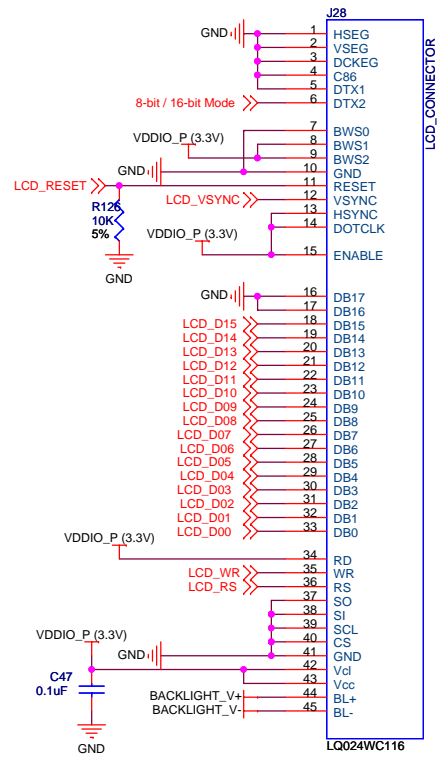 J28
LCD_CONNECTOR
GND 1 HSEG
2 VSEG
3 DCKEG
4 C86
5 DTX1
8-bit / 16-bit Mode 6 DTX2
7 BWS0
VDDIO_P (3.3V) 8 BWS1
9 BWS2
GND 10 GND
LCD_RESET 11 RESET
LCD_VSYNC 12 VSYNC
R126 13 HSYNC
10K 14 DOTCLK
5% VDDIO_P (3.3V)
15 ENABLE
GND
GND 16 DB17
17 DB16
LCD_D15 18 DB15
LCD_D14 19 DB14
LCD_D13 20 DB13
LCD_D12 21 DB12
LCD_D11 22 DB11
LCD_D10 23 DB10
LCD_D09 24 DB9
LCD_D08 25 DB8
LCD_D07 26 DB7
LCD_D06 27 DB6
LCD_D05 28 DB5
LCD_D04 29 DB4
LCD_D03 30 DB3
LCD_D02 31 DB2
LCD_D01 32 DB1
LCD_D00 33 DB0
VDDIO_P (3.3V)
34 RD
LCD_WR 35 WR
LCD_RS 36 RS
37 SO
38 SI
39 SCL
VDDIO_P (3.3V) 40 CS
GND 41 GND
42 Vcl
C47 43 Vcc
0.1uF
BACKLIGHT_V+ 44 BL+
BACKLIGHT_V- 45 BL-
GND
LQ024WC116